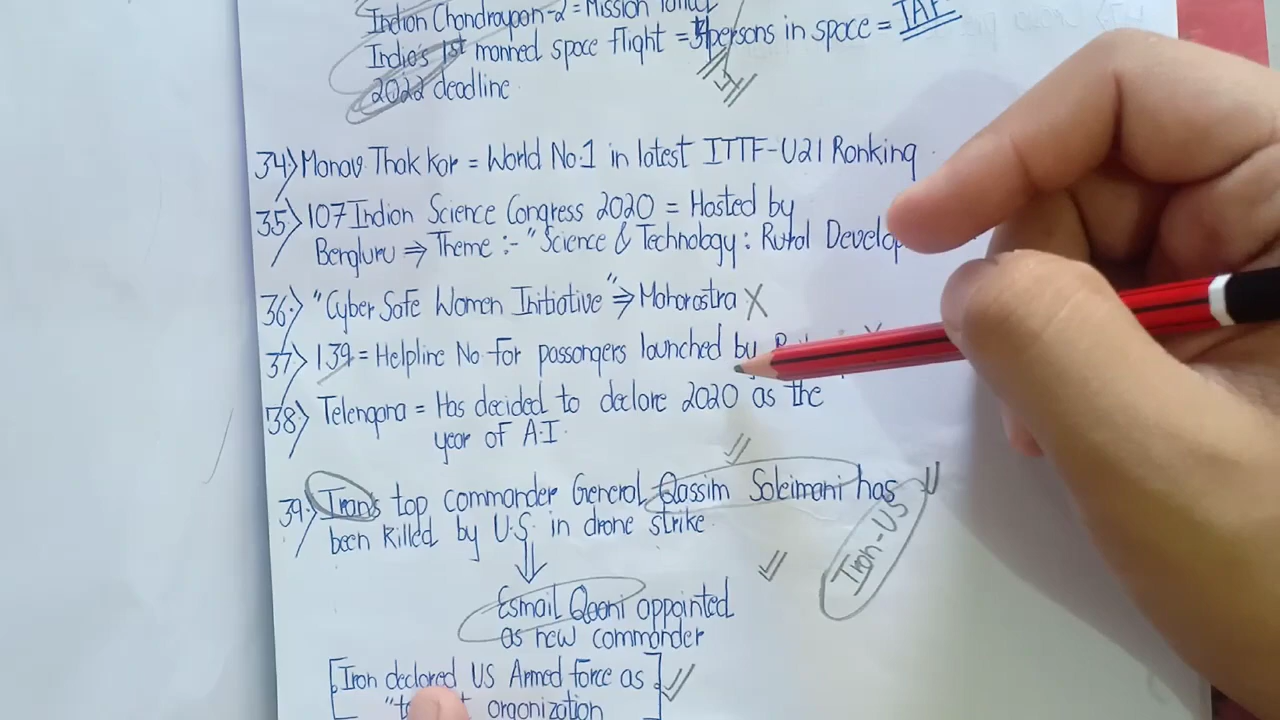 Indian Chandrayan-2 = Mission
India's 1st manned space flight = persons in space = IAF
2022 deadline
34) Manav Thakkor = World No.1 in latest ITTF-U21 Ranking
35) 107 Indian Science Congress 2020 = Hosted by
Bengluru ⇒ Theme :- "Science & Technology: Rural Develop
36) "Cyber Safe Women Initiative" ⇒ Maharastra X
37) 139 = Helpline No. for passangers launched by
38) Telengana = Has decided to declare 2020 as the
year of A.I.
39) Iran's top commander General Qassim Soleimani has
been killed by U.S. in drone strike.
Iran-US
Esmail Qaani appointed
as new commander
[Iran declared US Armed force as
organization]